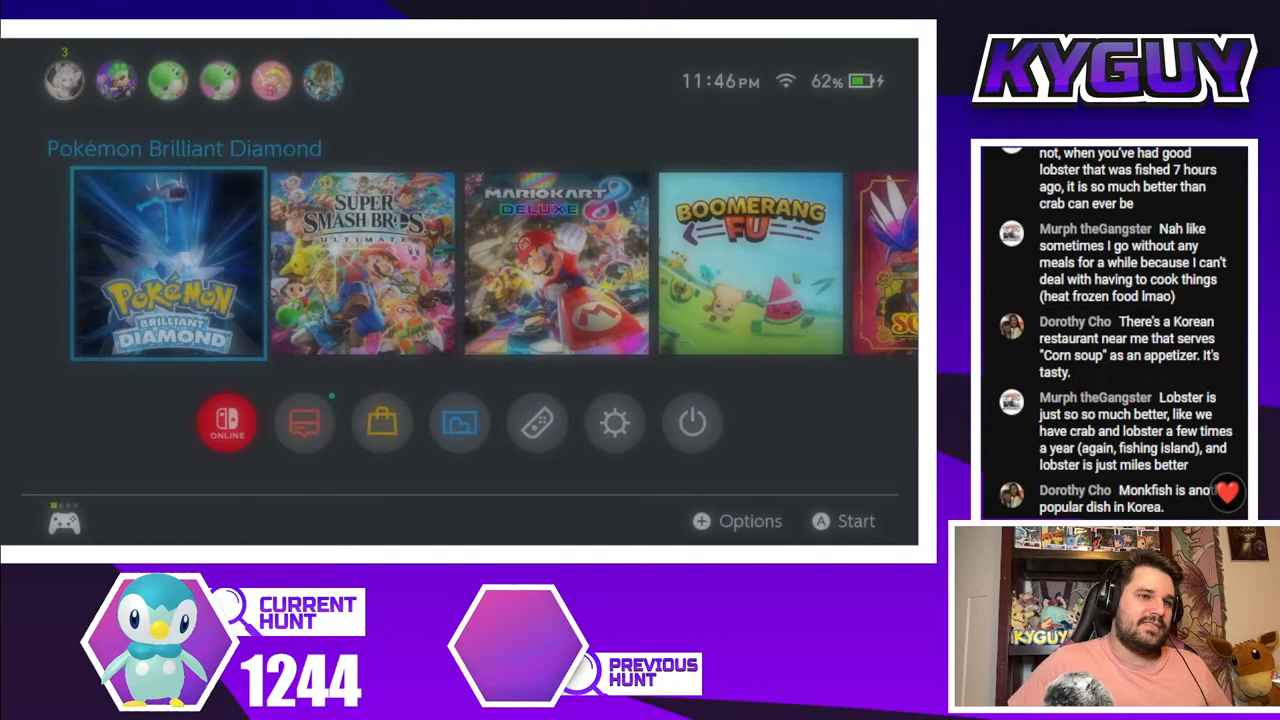 3
11:46PM 62%
Pokémon Brilliant Diamond
POKéMON
BRILLIANT
DIAMOND
SUPER
SMASH BROS
ULTIMATE
MARIOKART 8
DELUXE
BOOMERANG
FU
ONLINE
Options
A Start
CURRENT
HUNT
1244
PREVIOUS
HUNT
KYGUY
not, when you've had good
lobster that was fished 7 hours
ago, it is so much better than
crab can ever be
Murph theGangster Nah like
sometimes I go without any
meals for a while because I can't
deal with having to cook things
(heat frozen food lmao)
Dorothy Cho There's a Korean
restaurant near me that serves
"Corn soup" as an appetizer. It's
tasty.
Murph theGangster Lobster is
just so so much better, like we
have crab and lobster a few times
a year (again, fishing island), and
lobster is just miles better
Dorothy Cho Monkfish is
popular dish in Korea.
KYGUY